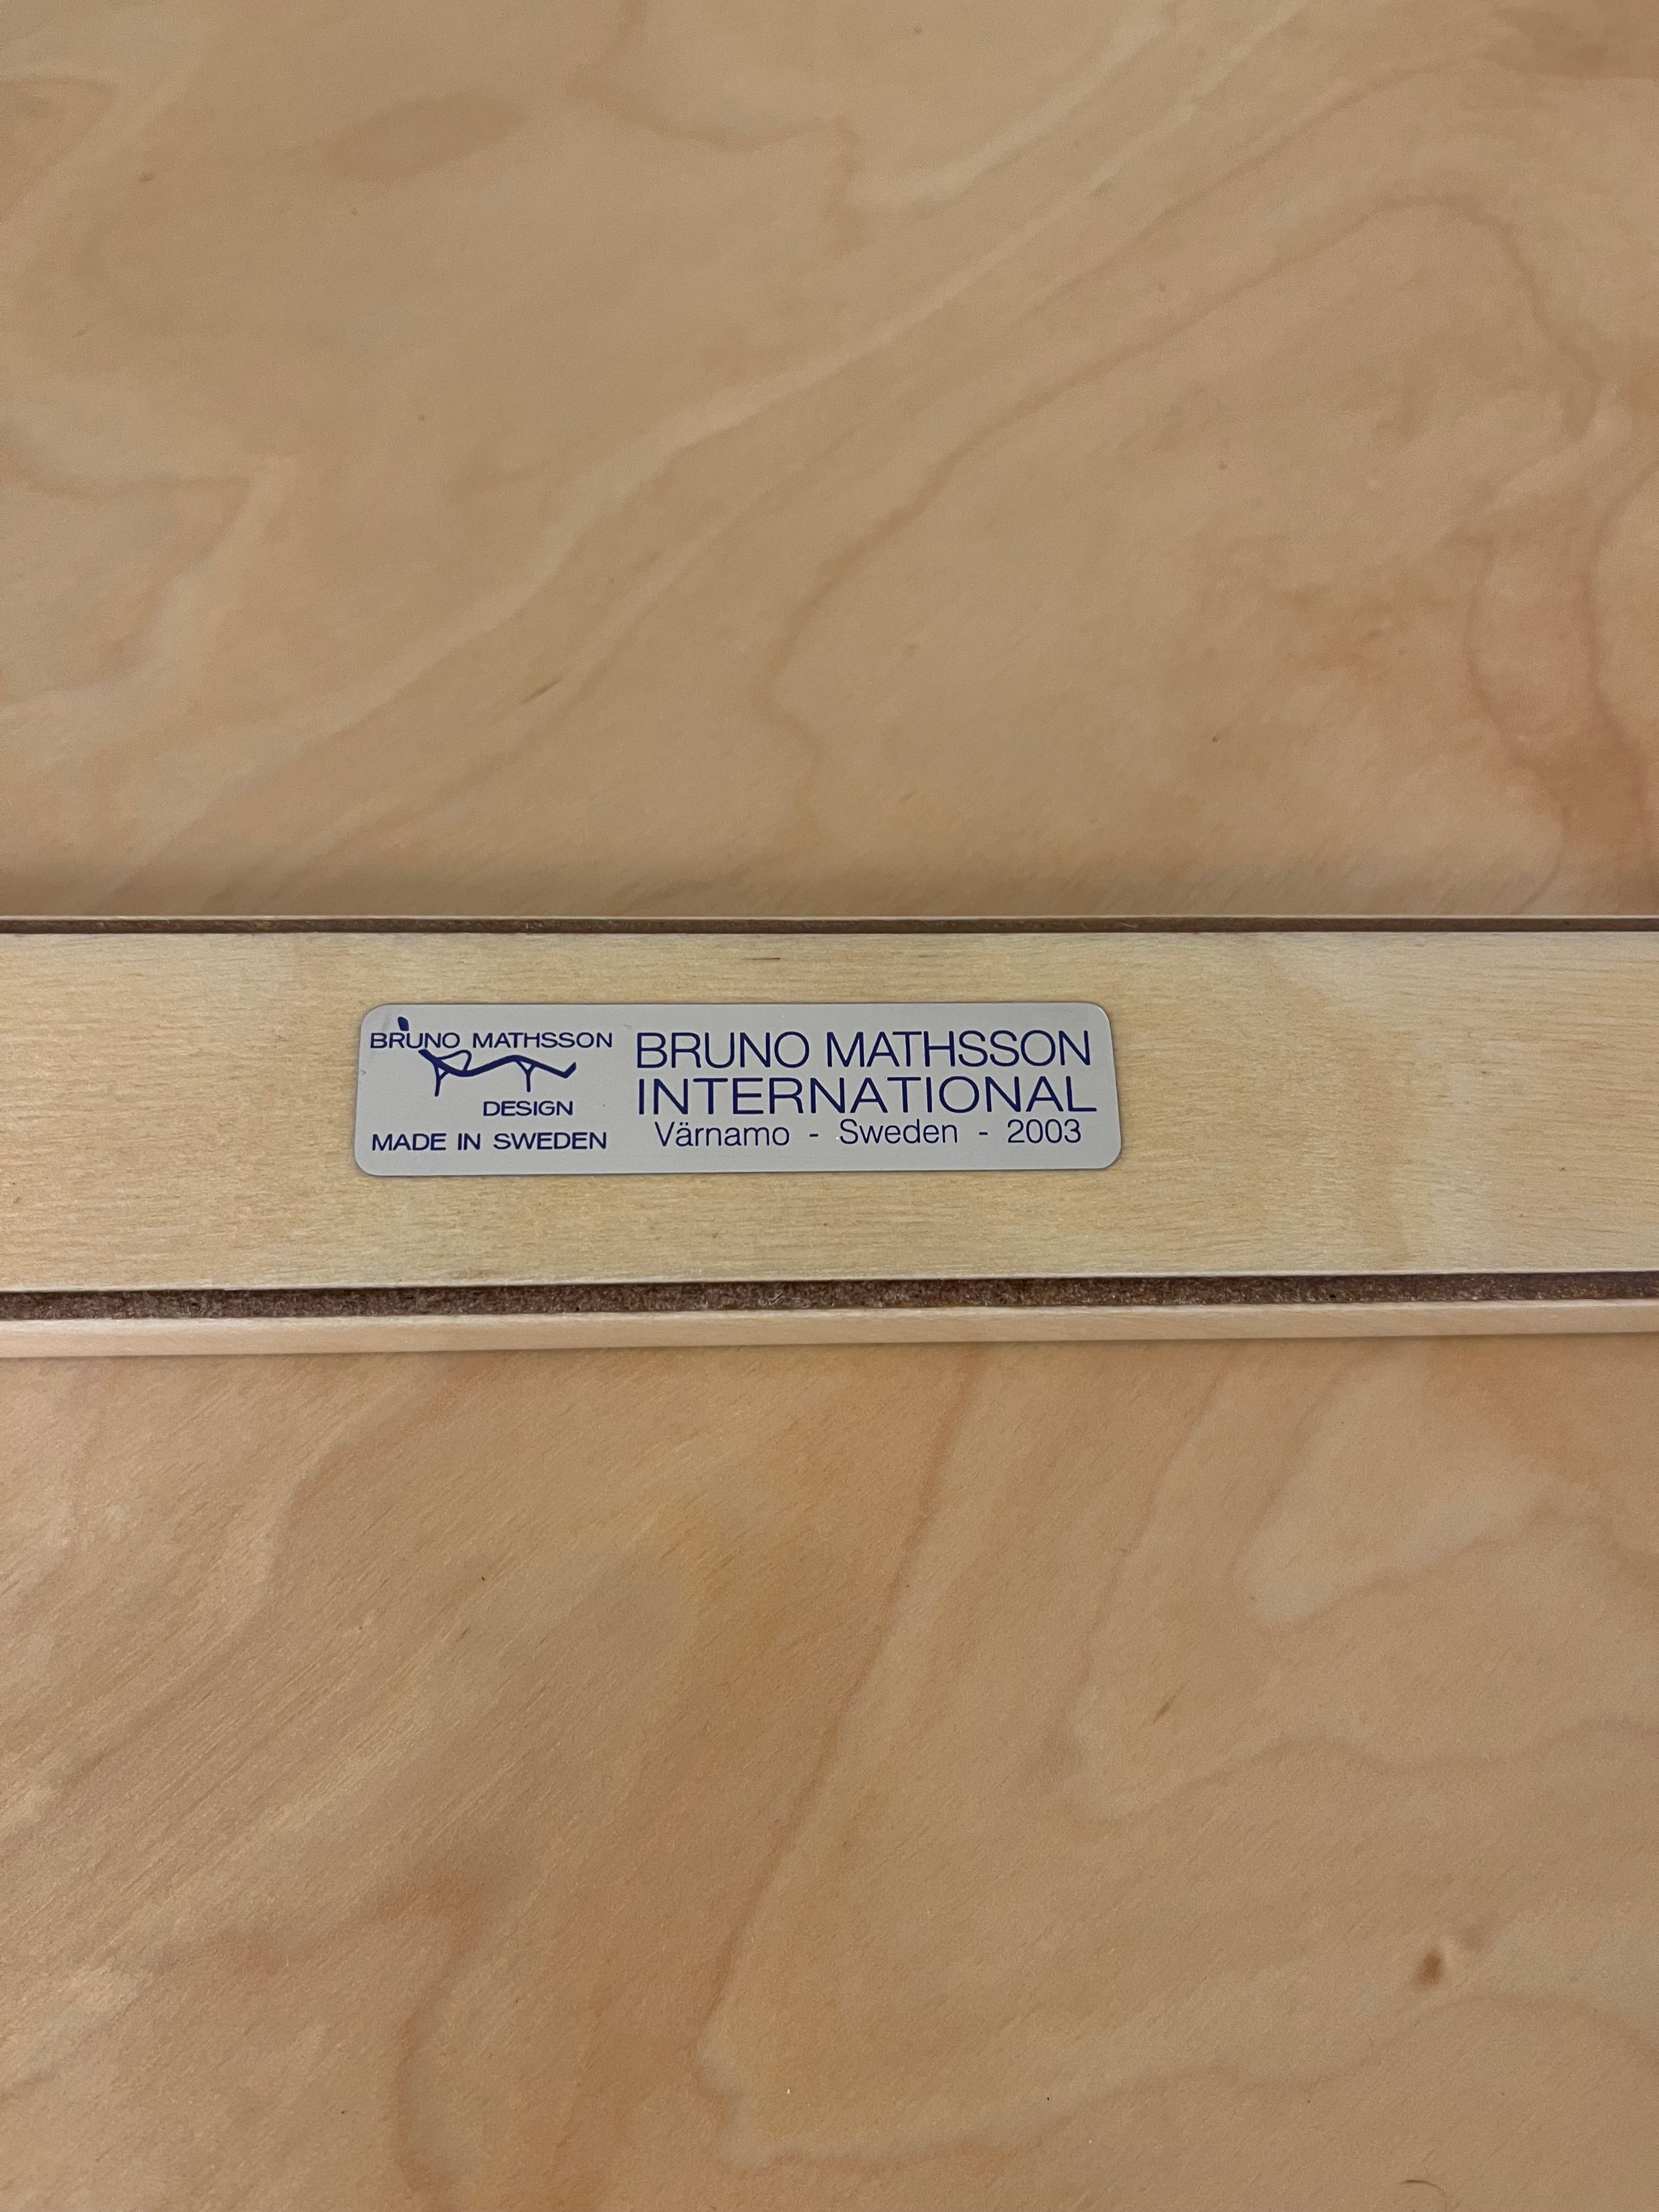 BRUNO MATHSSON
DESIGN
MADE IN SWEDEN
BRUNO MATHSSON
INTERNATIONAL
Värnamo - Sweden - 2003